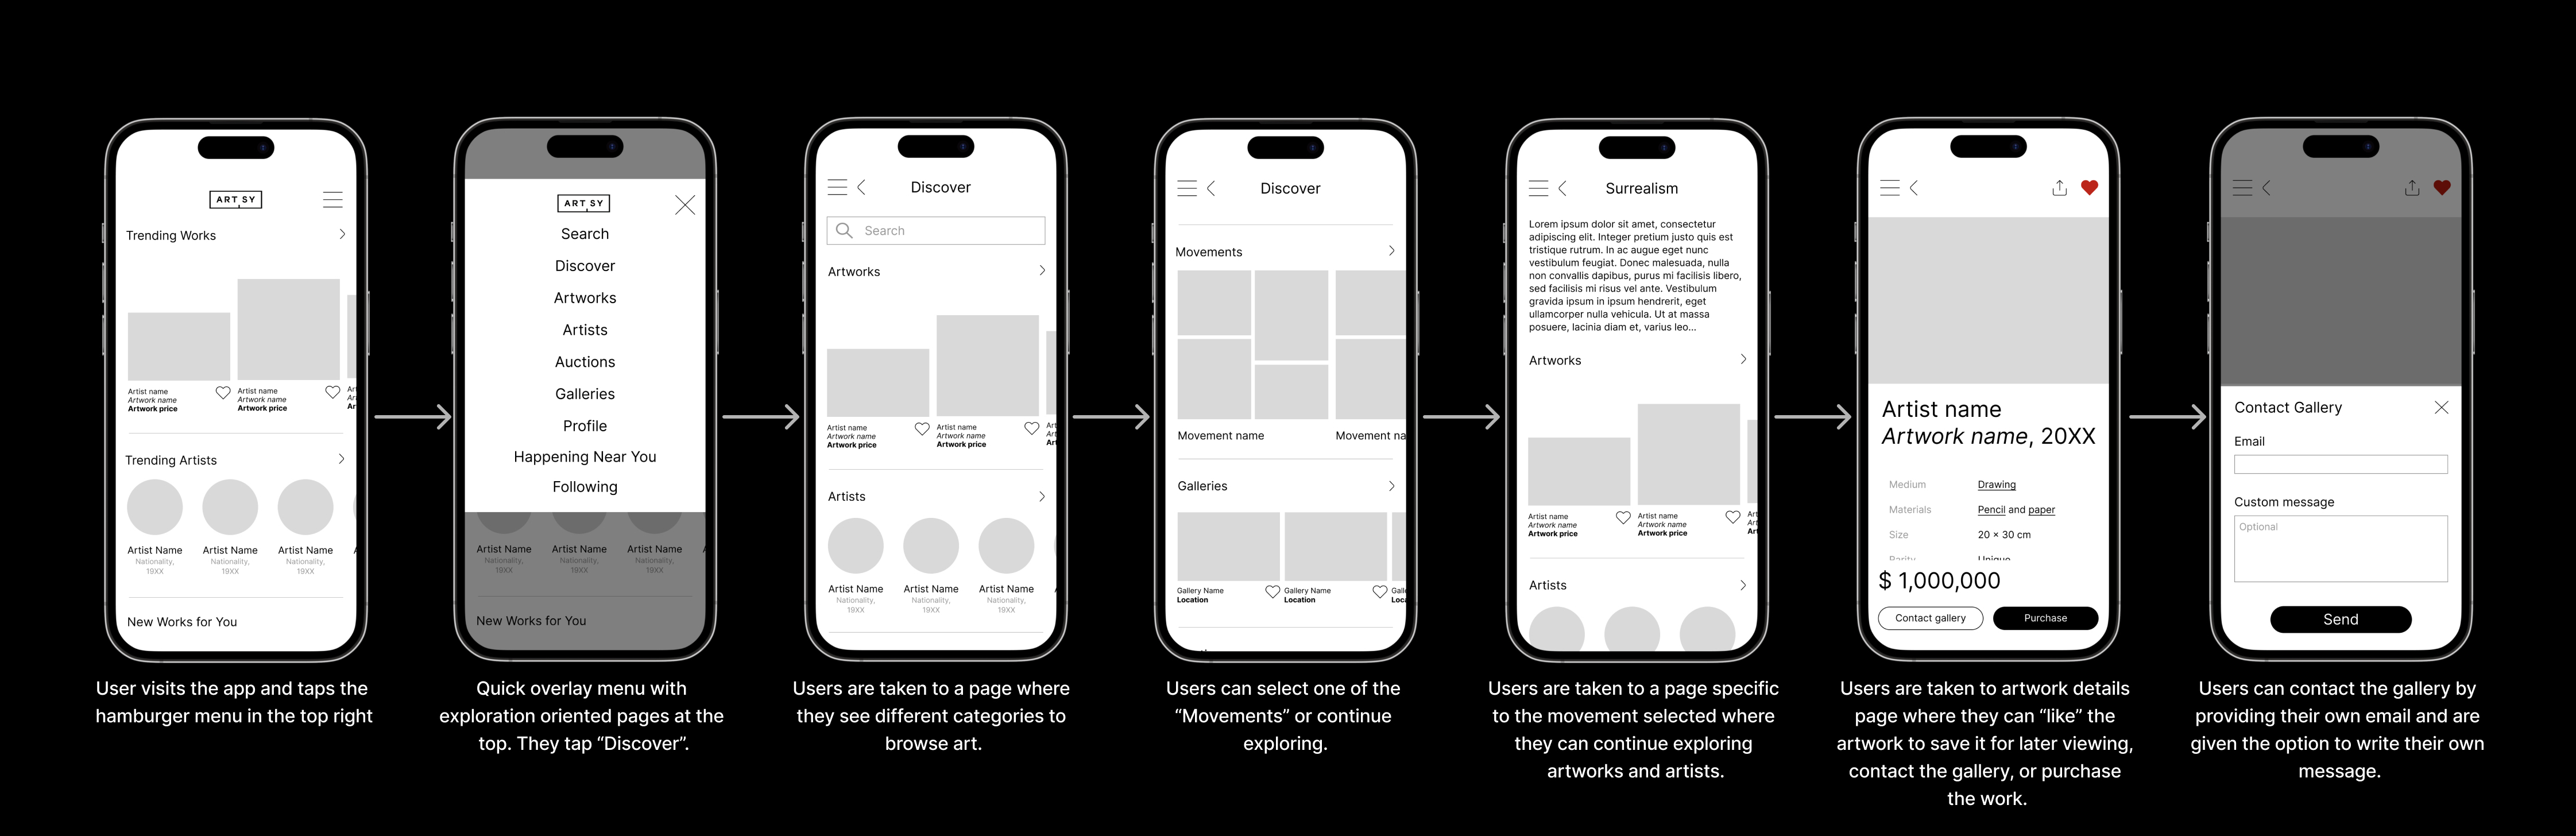 ARTSY
Trending Works
Artist name
Artwork name
Artwork price
Artist name
Artwork name
Artwork price
Trending Artists
Artist Name
Nationality,
19XX
Artist Name
Nationality,
19XX
Artist Name
Nationality,
19XX
New Works for You
User visits the app and taps the
hamburger menu in the top right
ARTSY
Search
Discover
Artworks
Artists
Auctions
Galleries
Profile
Happening Near You
Following
Artist Name
Nationality,
19XX
Artist Name
Nationality,
19XX
Artist Name
Nationality,
19XX
New Works for You
Quick overlay menu with
exploration oriented pages at the
top. They tap “Discover”.
Discover
Search
Artworks
Artist name
Artwork name
Artwork price
Artist name
Artwork name
Artwork price
Artists
Artist Name
Nationality,
19XX
Artist Name
Nationality,
19XX
Artist Name
Nationality,
19XX
Users are taken to a page where
they see different categories to
browse art.
Discover
Movements
Movement name
Movement na
Galleries
Gallery Name
Location
Gallery Name
Location
Galle
Loca
Users can select one of the
“Movements” or continue
exploring.
Surrealism
Lorem ipsum dolor sit amet, consectetur
adipiscing elit. Integer pretium justo quis est
tristique rutrum. In ac augue eget nunc
vestibulum feugiat. Donec malesuada, nulla
non convallis dapibus, purus mi facilisis libero,
sed facilisis mi risus vel ante. Vestibulum
gravida ipsum in ipsum hendrerit, eget
ullamcorper nulla vehicula. Ut at massa
posuere, lacinia diam et, varius leo...
Artworks
Artist name
Artwork name
Artwork price
Artist name
Artwork name
Artwork price
Artists
Users are taken to a page specific
to the movement selected where
they can continue exploring
artworks and artists.
Artist name
Artwork name, 20XX
Medium Drawing
Materials Pencil and paper
Size 20 × 30 cm
Rarity Unique
$ 1,000,000
Contact gallery
Purchase
Users are taken to artwork details
page where they can “like” the
artwork to save it for later viewing,
contact the gallery, or purchase
the work.
Contact Gallery
Email
Custom message
Optional
Send
Users can contact the gallery by
providing their own email and are
given the option to write their own
message.